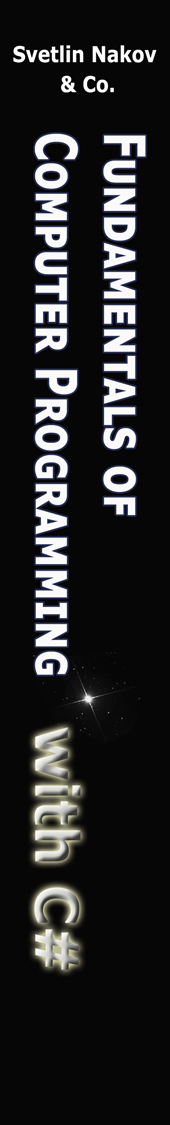 Svetlin Nakov
& Co.
Fundamentals of
Computer Programming
with C#